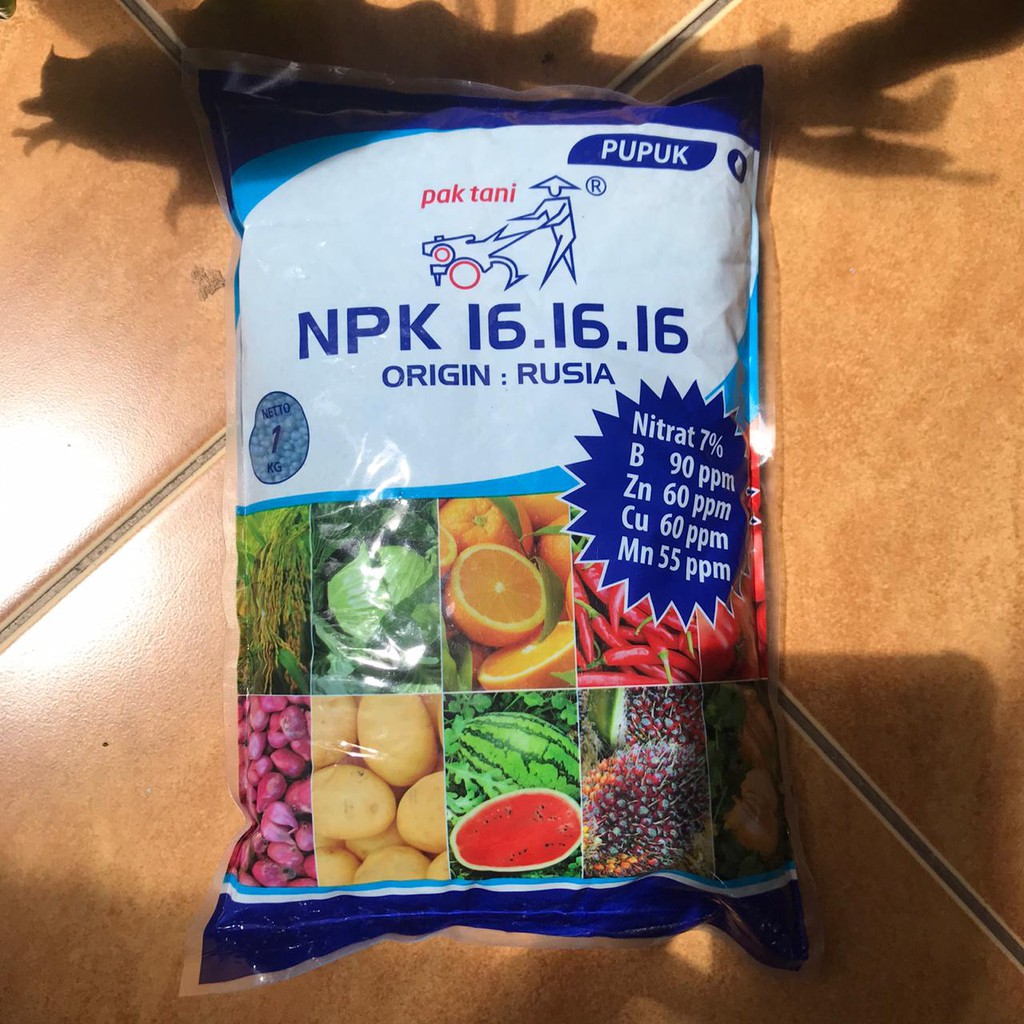 PUPUK
pak tani ®
NPK 16.16.16
ORIGIN : RUSIA
NETTO
1
KG
Nitrat 7%
B 90 ppm
Zn 60 ppm
Cu 60 ppm
Mn 55 ppm